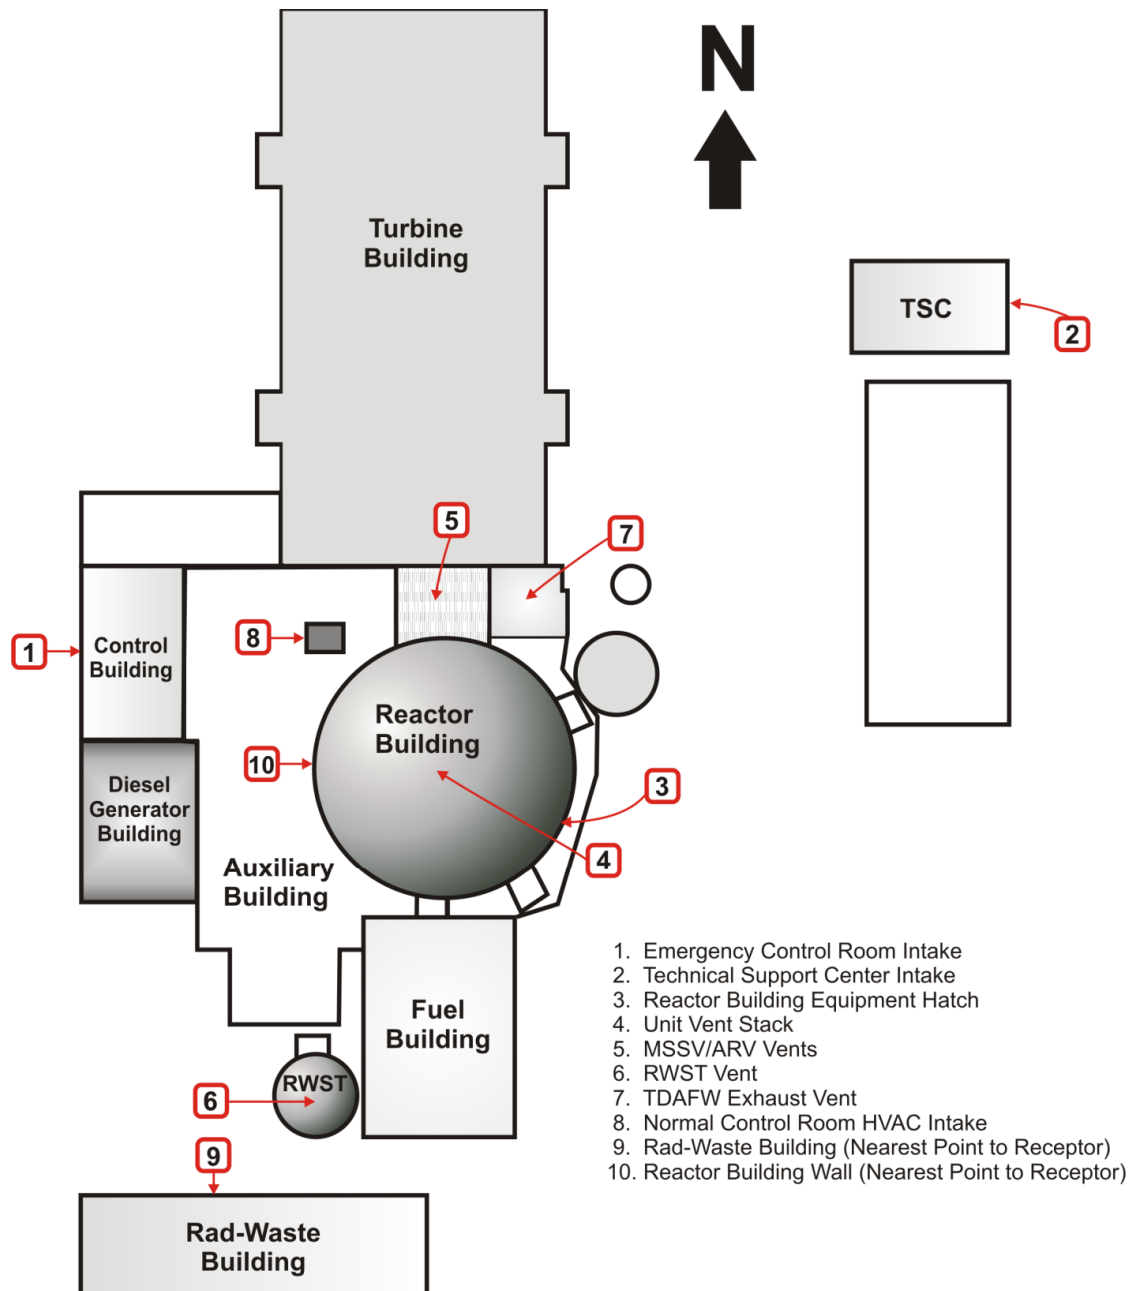 N
Turbine
Building
TSC
2
5
7
1
8
Control
Building
Reactor
Building
10
3
Diesel
Generator
Building
4
Auxiliary
Building
Fuel
Building
RWST
6
9
Rad-Waste
Building
1. Emergency Control Room Intake
2. Technical Support Center Intake
3. Reactor Building Equipment Hatch
4. Unit Vent Stack
5. MSSV/ARV Vents
6. RWST Vent
7. TDAFW Exhaust Vent
8. Normal Control Room HVAC Intake
9. Rad-Waste Building (Nearest Point to Receptor)
10. Reactor Building Wall (Nearest Point to Receptor)